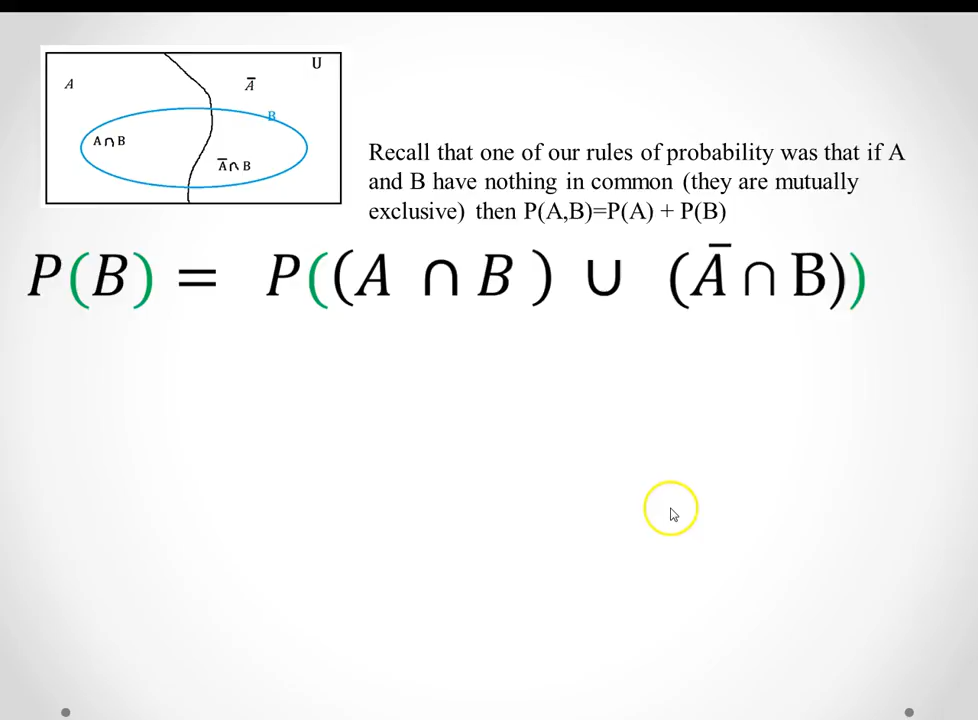 U
A
A̅
B
A∩B
A̅∩B
Recall that one of our rules of probability was that if A
and B have nothing in common (they are mutually
exclusive) then P(A,B)=P(A) + P(B)
P(B) = P((A ∩ B ) ∪ (A̅ ∩ B))